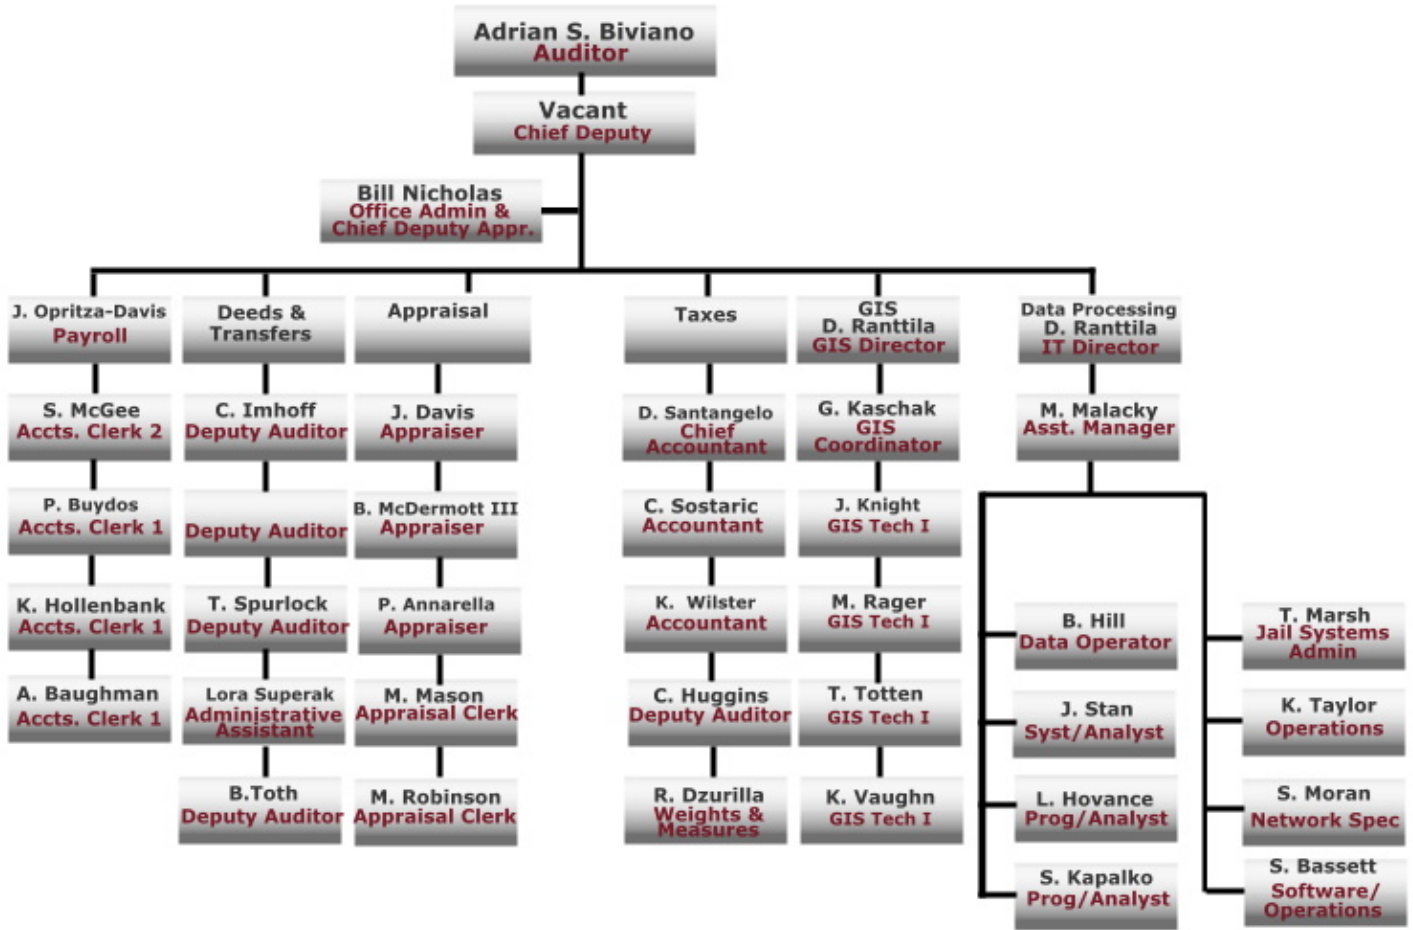 Adrian S. Biviano
Auditor
Vacant
Chief Deputy
Bill Nicholas
Office Admin &
Chief Deputy Appr.
J. Opritza-Davis
Payroll
S. McGee
Accts. Clerk 2
P. Buydos
Accts. Clerk 1
K. Hollenbank
Accts. Clerk 1
A. Baughman
Accts. Clerk 1
Deeds &
Transfers
C. Imhoff
Deputy Auditor
Deputy Auditor
T. Spurlock
Deputy Auditor
Lora Superak
Administrative
Assistant
B.Toth
Deputy Auditor
Appraisal
J. Davis
Appraiser
B. McDermott III
Appraiser
P. Annarella
Appraiser
M. Mason
Appraisal Clerk
M. Robinson
Appraisal Clerk
Taxes
D. Santangelo
Chief
Accountant
C. Sostaric
Accountant
K. Wilster
Accountant
C. Huggins
Deputy Auditor
R. Dzurilla
Weights &
Measures
GIS
D. Ranttila
GIS Director
G. Kaschak
GIS
Coordinator
J. Knight
GIS Tech I
M. Rager
GIS Tech I
T. Totten
GIS Tech I
K. Vaughn
GIS Tech I
Data Processing
D. Ranttila
IT Director
M. Malacky
Asst. Manager
B. Hill
Data Operator
J. Stan
Syst/Analyst
L. Hovance
Prog/Analyst
S. Kapalko
Prog/Analyst
T. Marsh
Jail Systems
Admin
K. Taylor
Operations
S. Moran
Network Spec
S. Bassett
Software/
Operations